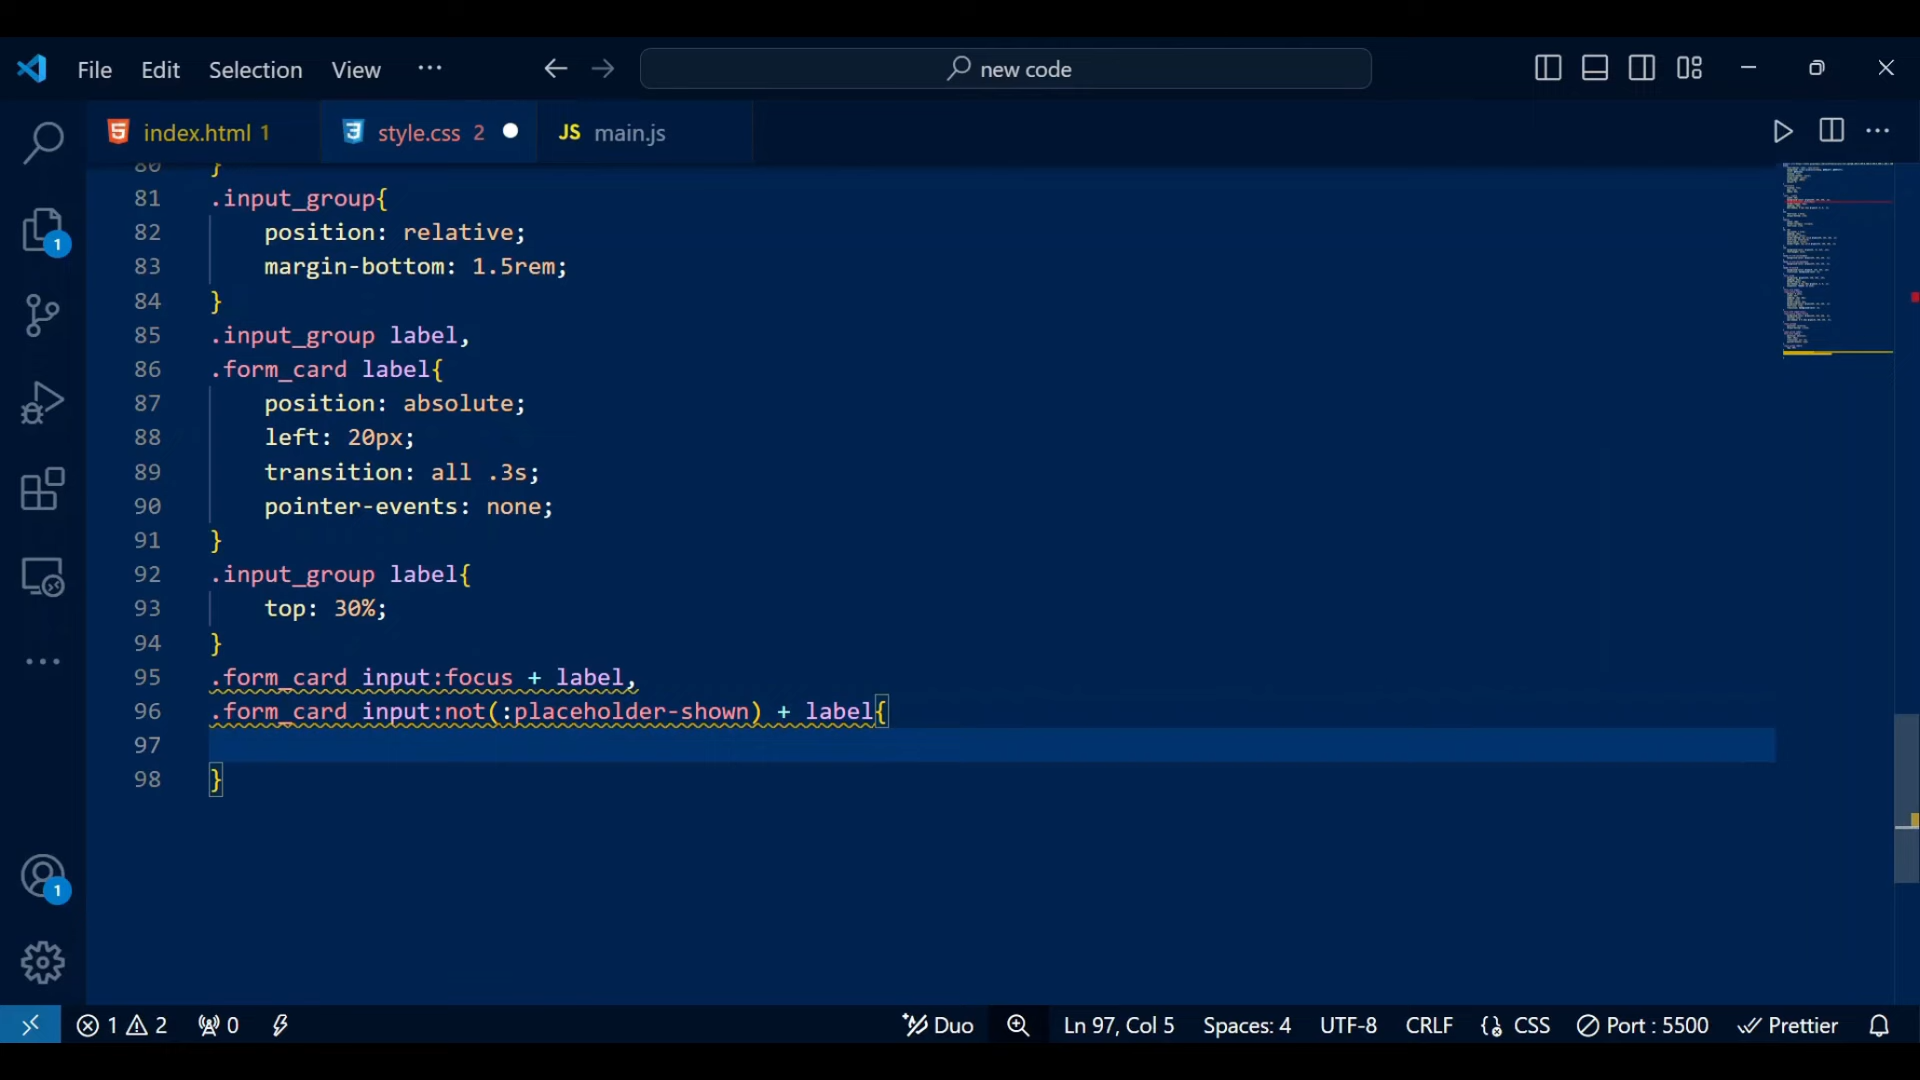 File Edit Selection View ··· new code
index.html 1 style.css 2 JS main.js
80 }
81 .input_group{
82 position: relative;
83 margin-bottom: 1.5rem;
84 }
85 .input_group label,
86 .form_card label{
87 position: absolute;
88 left: 20px;
89 transition: all .3s;
90 pointer-events: none;
91 }
92 .input_group label{
93 top: 30%;
94 }
95 .form_card input:focus + label,
96 .form_card input:not(:placeholder-shown) + label{
97
98 }
1
1
1 2 0 Duo Ln 97, Col 5 Spaces: 4 UTF-8 CRLF CSS Port : 5500 Prettier